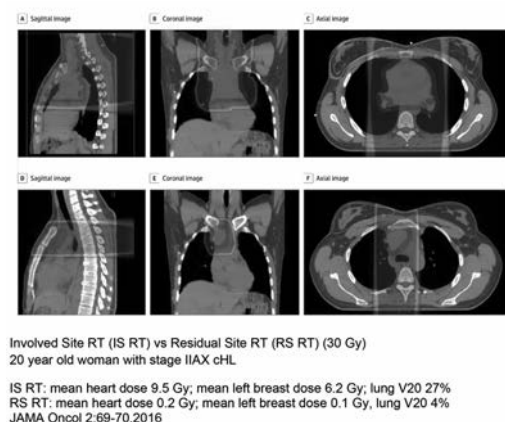 A Sagittal image
B Coronal image
C Axial image
D Sagittal image
E Coronal image
F Axial image
Involved Site RT (IS RT) vs Residual Site RT (RS RT) (30 Gy)
20 year old woman with stage IIAX cHL
IS RT: mean heart dose 9.5 Gy; mean left breast dose 6.2 Gy; lung V20 27%
RS RT: mean heart dose 0.2 Gy; mean left breast dose 0.1 Gy, lung V20 4%
JAMA Oncol 2:69-70.2016